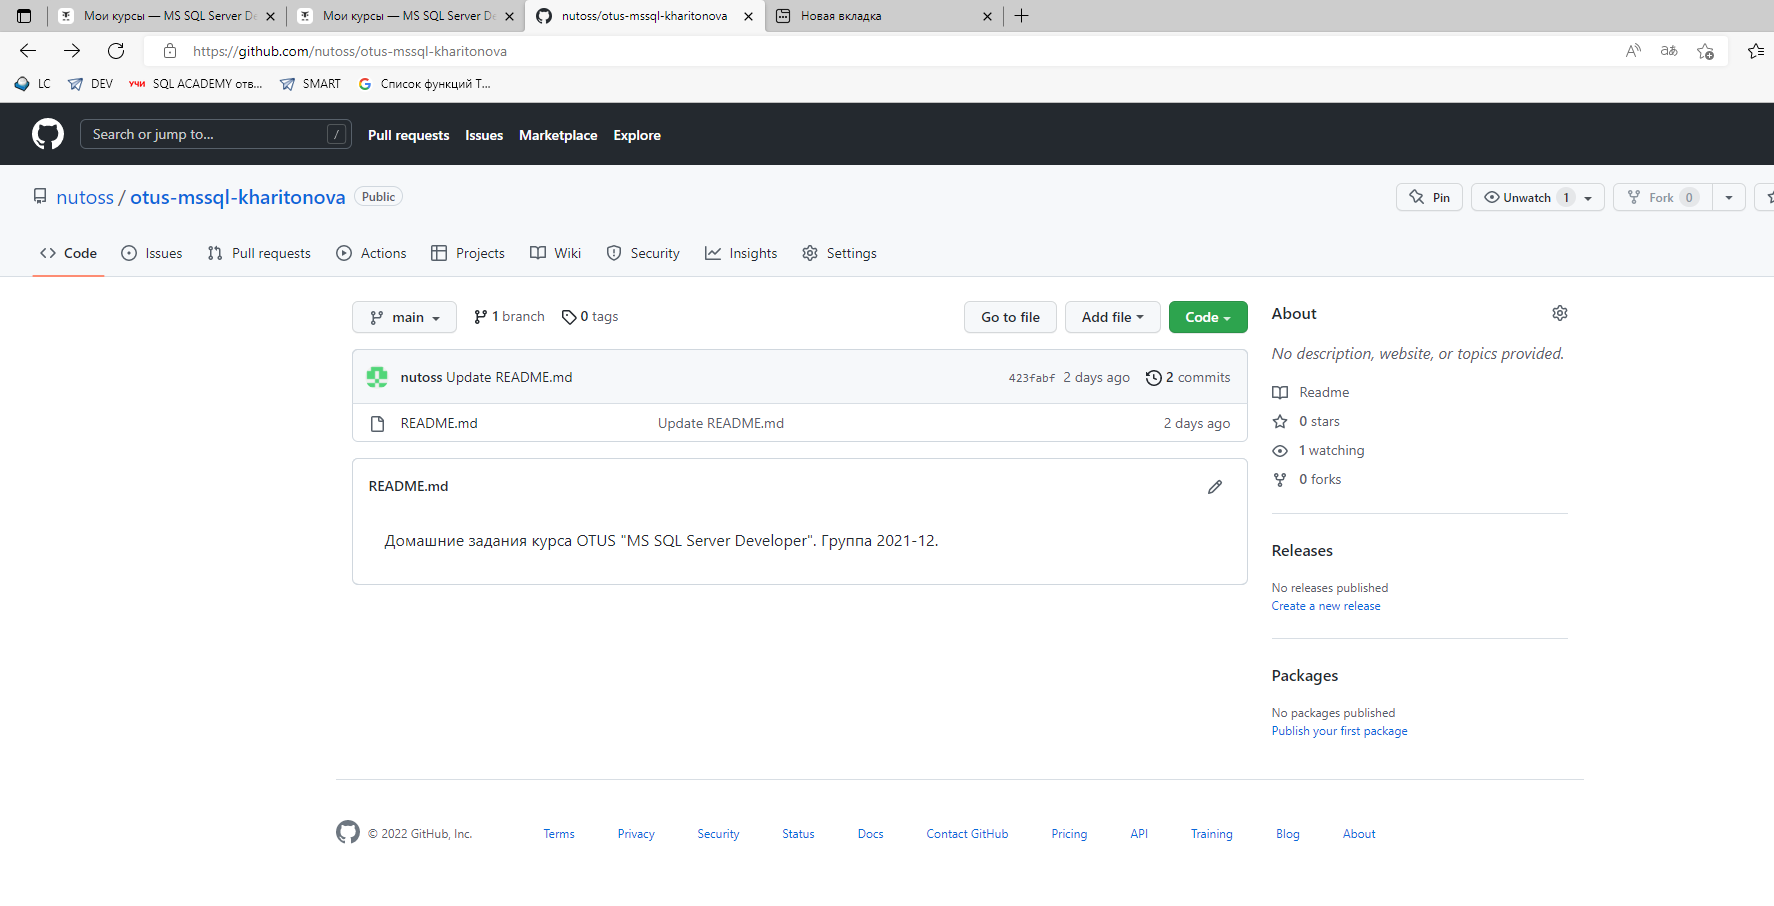 Мои курсы — MS SQL Server De
Мои курсы — MS SQL Server De
nutoss/otus-mssql-kharitonova
Новая вкладка
https://github.com/nutoss/otus-mssql-kharitonova
LC
DEV
учи SQL ACADEMY отв...
SMART
Список функций T...
Search or jump to...
/
Pull requests
Issues
Marketplace
Explore
nutoss / otus-mssql-kharitonova
Public
Pin
Unwatch 1
Fork 0
Code
Issues
Pull requests
Actions
Projects
Wiki
Security
Insights
Settings
main
1 branch
0 tags
Go to file
Add file
Code
nutoss Update README.md
423fabf 2 days ago
2 commits
README.md
Update README.md
2 days ago
README.md
Домашние задания курса OTUS "MS SQL Server Developer". Группа 2021-12.
About
No description, website, or topics provided.
Readme
0 stars
1 watching
0 forks
Releases
No releases published
Create a new release
Packages
No packages published
Publish your first package
© 2022 GitHub, Inc.
Terms
Privacy
Security
Status
Docs
Contact GitHub
Pricing
API
Training
Blog
About